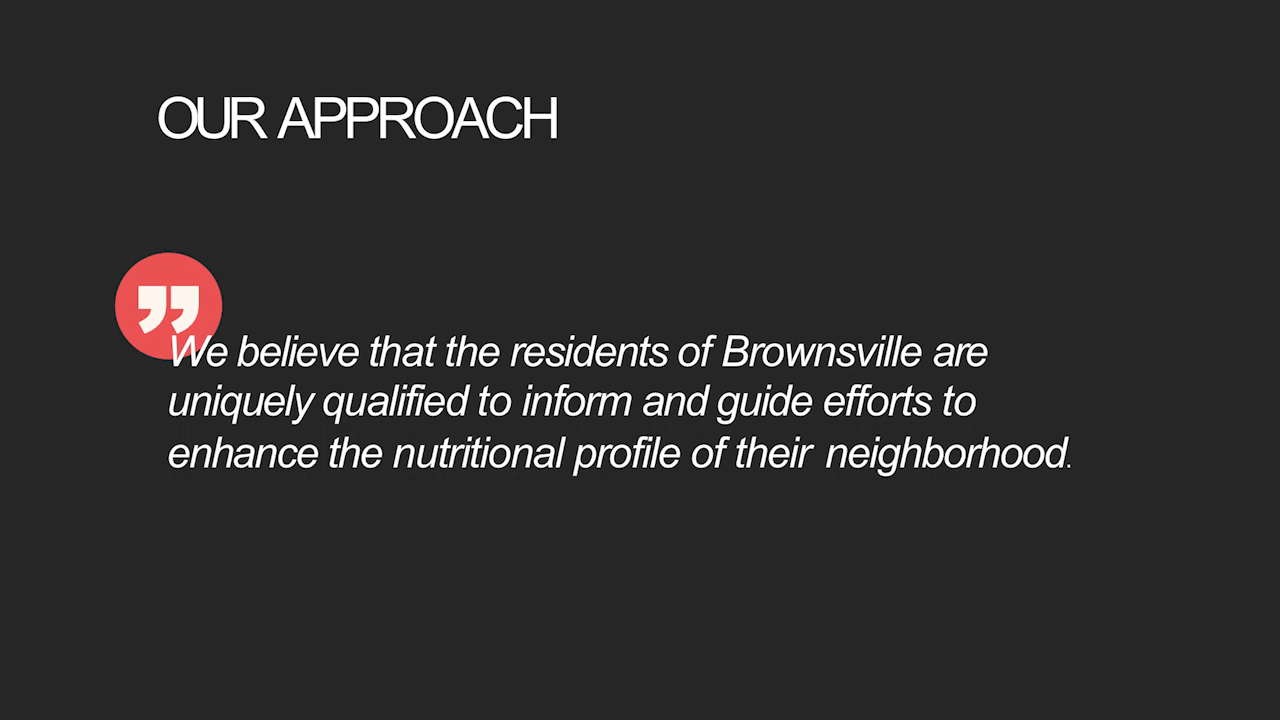 OUR APPROACH
”
We believe that the residents of Brownsville are
uniquely qualified to inform and guide efforts to
enhance the nutritional profile of their neighborhood.